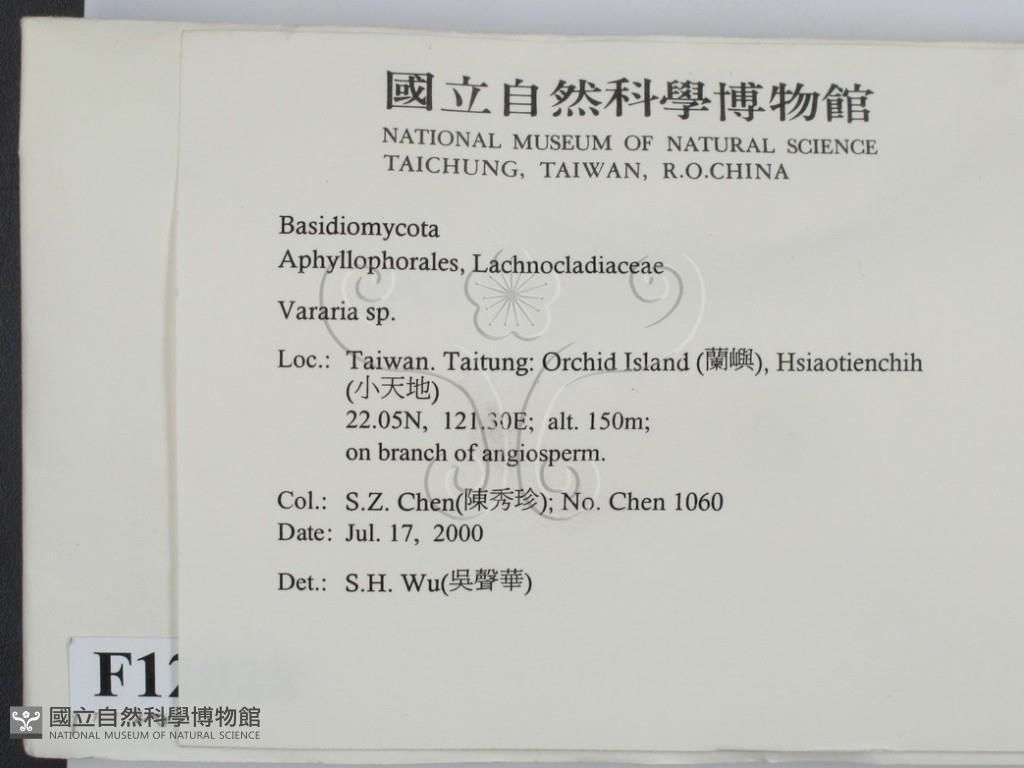 國立自然科學博物館
NATIONAL MUSEUM OF NATURAL SCIENCE
TAICHUNG, TAIWAN, R.O.CHINA
Basidiomycota
Aphyllophorales, Lachnocladiaceae
Vararia sp.
Loc.: Taiwan. Taitung: Orchid Island (蘭嶼), Hsiaotienchih
(小天地)
22.05N, 121.30E; alt. 150m;
on branch of angiosperm.
Col.: S.Z. Chen(陳秀珍); No. Chen 1060
Date: Jul. 17, 2000
Det.: S.H. Wu(吳聲華)
國立自然科學博物館
NATIONAL MUSEUM OF NATURAL SCIENCE